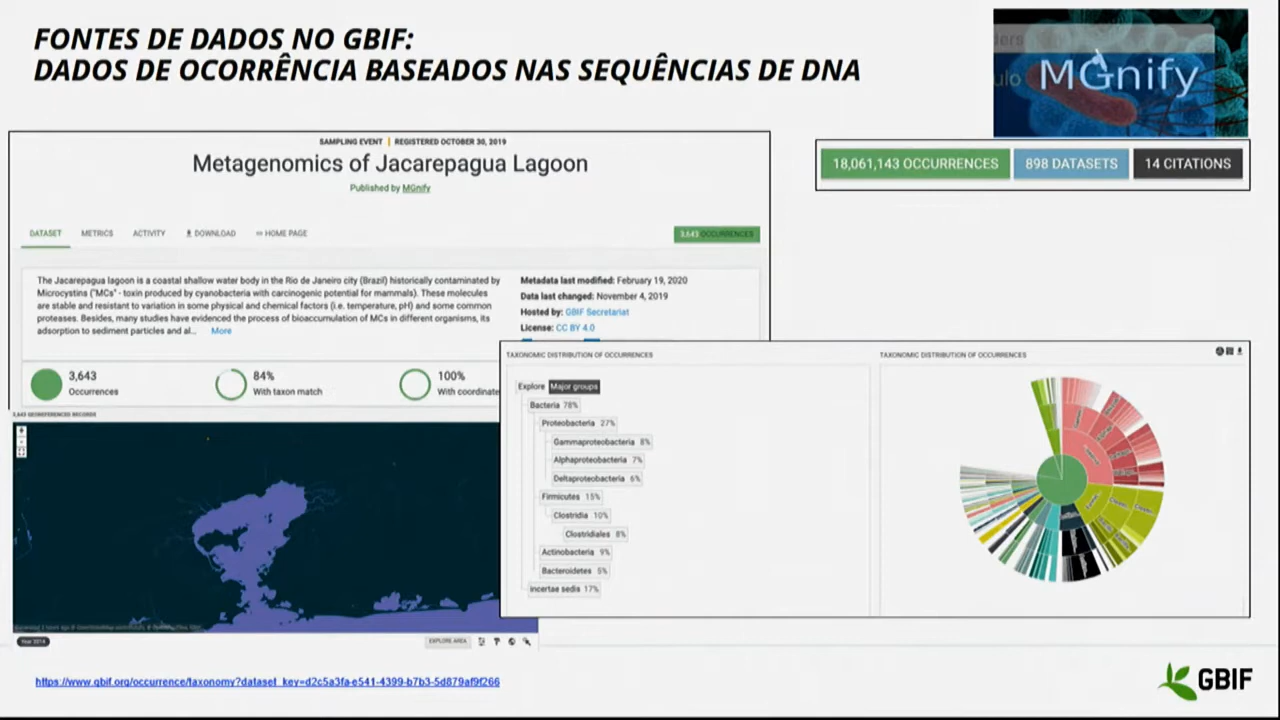 FONTES DE DADOS NO GBIF:
DADOS DE OCORRÊNCIA BASEADOS NAS SEQUÊNCIAS DE DNA
MGnify
18,061,143 OCCURRENCES 898 DATASETS 14 CITATIONS
SAMPLING EVENT | REGISTERED OCTOBER 30, 2019
Metagenomics of Jacarepagua Lagoon
Published by MGnify
DATASET METRICS ACTIVITY DOWNLOAD HOME PAGE
3,643 OCCURRENCES
The Jacarepagua lagoon is a coastal shallow water body in the Rio de Janeiro city (Brazil) historically contaminated by
Microcystins ("MCs" - toxin produced by cyanobacteria with carcinogenic potential for mammals). These molecules
are stable and resistant to variation in some physical and chemical factors (i.e. temperature, pH) and some common
proteases. Besides, many studies have evidenced the process of bioaccumulation of MCs in different organisms, its
adsorption to sediment particles and al... More
Metadata last modified: February 19, 2020
Data last changed: November 4, 2019
Hosted by: GBIF Secretariat
License: CC BY 4.0
3,643
Occurrences
84%
With taxon match
100%
With coordinate
3,643 GEOREFERENCED RECORDS
Year 2014
EXPLORE AREA
TAXONOMIC DISTRIBUTION OF OCCURRENCES
Explore Major groups
Bacteria 78%
Proteobacteria 27%
Gammaproteobacteria 8%
Alphaproteobacteria 7%
Deltaproteobacteria 6%
Firmicutes 15%
Clostridia 10%
Clostridiales 8%
Actinobacteria 9%
Bacteroidetes 5%
incertae sedis 17%
TAXONOMIC DISTRIBUTION OF OCCURRENCES
https://www.gbif.org/occurrence/taxonomy?dataset_key=d2c5a3fa-e541-4399-b7b3-5d879af9f266
GBIF